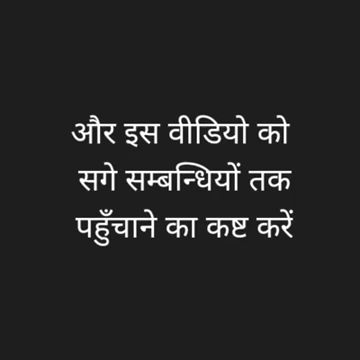 और इस वीडियो को
सगे सम्बन्धियों तक
पहुँचाने का कष्ट करें